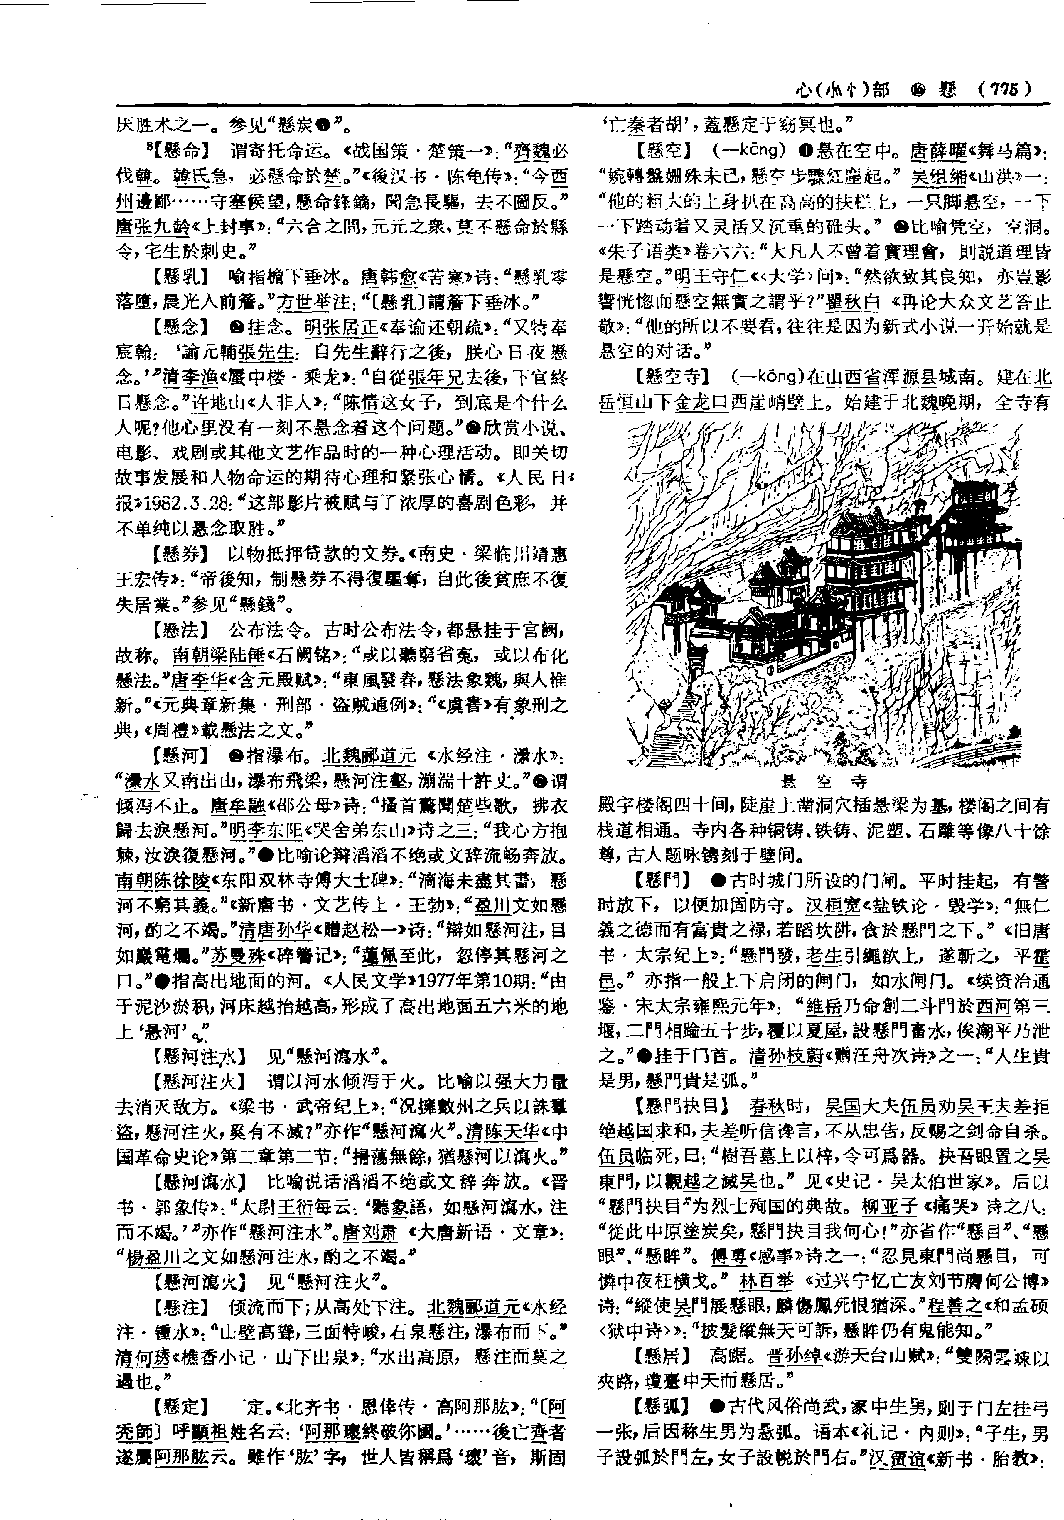 心(小忄)部 ⑯ 懸 (775)
厌胜术之一。参见“懸炭❶”。
【懸命】 谓寄托命运。《战国策·楚策一》:“齊魏必
伐韓。韓氏急,必懸命於楚。”《後汉书·陈龟传》:“今西
州邊鄙……守塞候望,懸命鋒鏑,聞急長驅,去不圖反。”
唐张九龄《上封事》:“六合之間,元元之衆,莫不懸命於縣
令,宅生於刺史。”
【懸乳】 喻指檐下垂冰。唐韩愈《苦寒》诗:“懸乳零
落墮,晨光入前簷。”方世举注:“〔懸乳〕謂簷下垂冰。”
【懸念】 ❶挂念。明张居正《奉谕还朝疏》:“又特奉
宸翰:‘諭元輔張先生:自先生辭行之後,朕心日夜懸
念。’”清李渔《蜃中楼·乘龙》:“自從張年兄去後,下官終
日懸念。”许地山《人非人》:“陈情这女子,到底是个什么
人呢?他心里没有一刻不悬念着这个问题。”❷欣赏小说、
电影、戏剧或其他文艺作品时的一种心理活动。即关切
故事发展和人物命运的期待心理和紧张心情。《人民日
报》1982.3.28:“这部影片被赋与了浓厚的喜剧色彩,并
不单纯以悬念取胜。”
【懸券】 以物抵押贷款的文券。《南史·梁临川靖惠
王宏传》:“帝後知,制懸券不得復驅奪,自此後貧庶不復
失居業。”参见“懸錢”。
【懸法】 公布法令。古时公布法令,都悬挂于宫阙,
故称。南朝梁陆倕《石阙铭》:“或以聽窮省冤,或以布化
懸法。”唐李华《含元殿赋》:“東風發春,懸法象魏,與人惟
新。”《元典章新集·刑部·盗贼通例》:“《虞書》有象刑之
典,《周禮》載懸法之文。”
【懸河】 ❶指瀑布。北魏郦道元《水经注·㶟水》:
“㶟水又南出山,瀑布飛梁,懸河注壑,漰湍十許丈。”❷谓
倾泻不止。唐牟融《邵公母》诗:“搔首驚聞楚些歌,拂衣
歸去淚懸河。”明李东阳《哭舍弟东山》诗之三:“我心方抱
棘,汝淚復懸河。”❸比喻论辩滔滔不绝或文辞流畅奔放。
南朝陈徐陵《东阳双林寺傅大士碑》:“滴海未盡其書,懸
河不窮其義。”《新唐书·文艺传上·王勃》:“盈川文如懸
河,酌之不竭。”清唐孙华《赠赵松一》诗:“辯如懸河注,目
如巖電爛。”苏曼殊《碎簪记》:“蓮佩至此,忽停其懸河之
口。”❹指高出地面的河。《人民文学》1977年第10期:“由
于泥沙淤积,河床越抬越高,形成了高出地面五六米的地
上‘悬河’。”
【懸河注水】 见“懸河瀉水”。
【懸河注火】 谓以河水倾泻于火。比喻以强大力量
去消灭敌方。《梁书·武帝纪上》:“况擁數州之兵以誅羣
盜,懸河注火,奚有不滅?”亦作“懸河瀉火”。清陈天华《中
国革命史论》第二章第二节:“掃蕩無餘,猶懸河以瀉火。”
【懸河瀉水】 比喻说话滔滔不绝或文辞奔放。《晋
书·郭象传》:“太尉王衍每云:‘聽象語,如懸河瀉水,注
而不竭。’”亦作“懸河注水”。唐刘肃《大唐新语·文章》:
“楊盈川之文如懸河注水,酌之不竭。”
【懸河瀉火】 见“懸河注火”。
【懸注】 倾流而下;从高处下注。北魏郦道元《水经
注·㶟水》:“山壁高聳,三面特峻,石泉懸注,瀑布而下。”
清何琇《樵香小记·山下出泉》:“水出高原,懸注而莫之
遏也。”
【懸定】 定。《北齐书·恩倖传·高阿那肱》:“〔阿
禿師〕呼顯祖姓名云:‘阿那瓌終破你國。’……後亡齊者
遂屬阿那肱云。雖作‘肱’字,世人皆稱爲‘瓌’音,斯固
‘亡秦者胡’,蓋懸定于窈冥也。”
【懸空】 (—kōng) ❶悬在空中。唐薛曜《舞马篇》:
“婉轉盤跚殊未已,懸空步驟紅塵起。”吴组缃《山洪》一:
“他的粗大的上身扒在高高的扶栏上,一只脚悬空,一下
一下踏动着又灵活又沉重的碓头。”❷比喻凭空,空洞。
《朱子语类》卷六六:“大凡人不曾着實理會,則説道理皆
是懸空。”明王守仁《〈大学〉问》:“然欲致其良知,亦豈影
響恍惚而懸空無實之謂乎?”瞿秋白《再论大众文艺答止
敬》:“他的所以不要看,往往是因为新式小说一开始就是
悬空的对话。”
【懸空寺】 (—kōng)在山西省浑源县城南。建在北
岳恒山下金龙口西崖峭壁上。始建于北魏晚期,全寺有
悬空寺
殿宇楼阁四十间,陡崖上凿洞穴插悬梁为基,楼阁之间有
栈道相通。寺内各种铜铸、铁铸、泥塑、石雕等像八十馀
尊,古人题咏镌刻于壁间。
【懸門】 ❶古时城门所设的门闸。平时挂起,有警
时放下,以便加固防守。汉桓宽《盐铁论·毁学》:“無仁
義之德而有富貴之禄,若蹈坎阱,食於懸門之下。”《旧唐
书·太宗纪上》:“懸門發,老生引繩欲上,遂斬之,平霍
邑。”亦指一般上下启闭的闸门,如水闸门。《续资治通
鉴·宋太宗雍熙元年》:“維岳乃命創二斗門於西河第三
堰,二門相踰五十步,覆以夏屋,設懸門畜水,俟潮平乃泄
之。”❷挂于门首。清孙枝蔚《赠汪舟次诗》之一:“人生貴
是男,懸門貴是弧。”
【懸門抉目】 春秋时,吴国大夫伍员劝吴王夫差拒
绝越国求和,夫差听信谗言,不从忠告,反赐之剑命自杀。
伍员临死,曰:“樹吾墓上以梓,令可爲器。抉吾眼置之吴
東門,以觀越之滅吴也。”见《史记·吴太伯世家》。后以
“懸門抉目”为烈士殉国的典故。柳亚子《痛哭》诗之八:
“從此中原塗炭矣,懸門抉目我何心!”亦省作“懸目”、“懸
眼”、“懸眸”。傅尃《感事》诗之一:“忍見東門尚懸目,可
憐中夜枉横戈。”林百举《过兴宁忆亡友刘节膺何公博》
诗:“縱使吴門展懸眼,麟傷鳳死恨猶深。”程善之《和孟硕
〈狱中诗〉》:“披髮縱無天可訴,懸眸仍有鬼能知。”
【懸居】 高踞。晋孙绰《游天台山赋》:“雙闕雲竦以
夾路,瓊臺中天而懸居。”
【懸弧】 ❶古代风俗尚武,家中生男,则于门左挂弓
一张,后因称生男为悬弧。语本《礼记·内则》:“子生,男
子設弧於門左,女子設帨於門右。”汉贾谊《新书·胎教》: